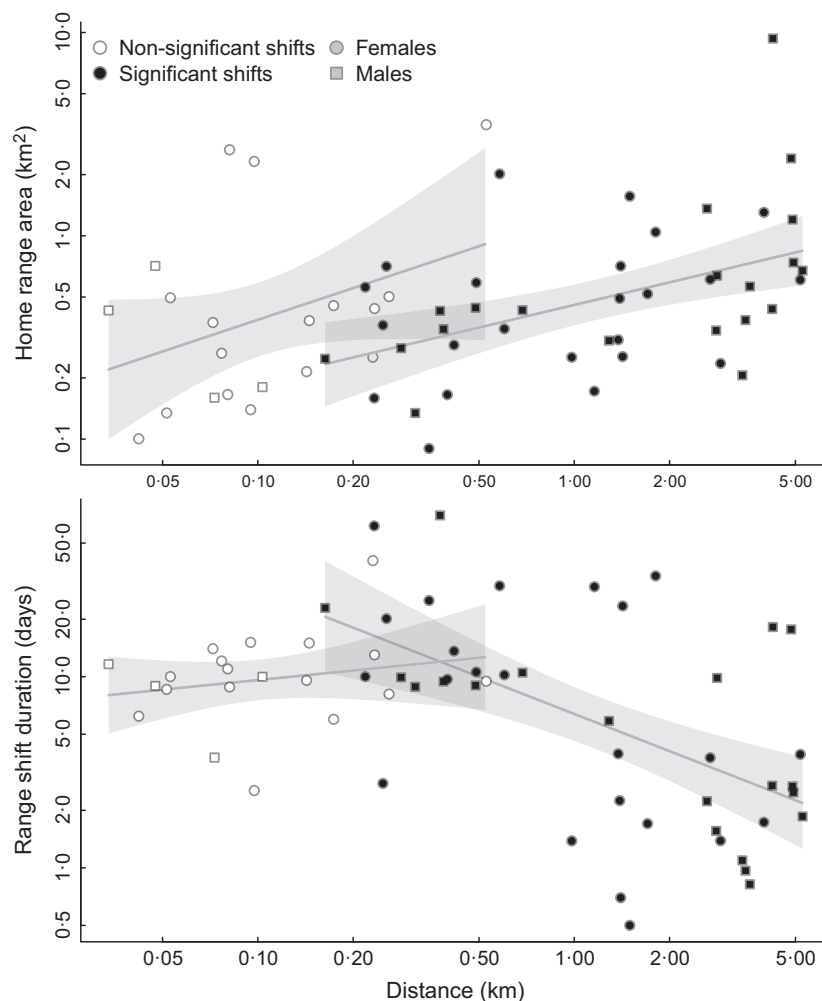 Non-significant shifts
Significant shifts
Females
Males
Home range area (km²)
10·0
5·0
2·0
1·0
0·5
0·2
0·1
0·05 0·10 0·20 0·50 1·00 2·00 5·00
Range shift duration (days)
50·0
20·0
10·0
5·0
2·0
1·0
0·5
0·05 0·10 0·20 0·50 1·00 2·00 5·00
Distance (km)